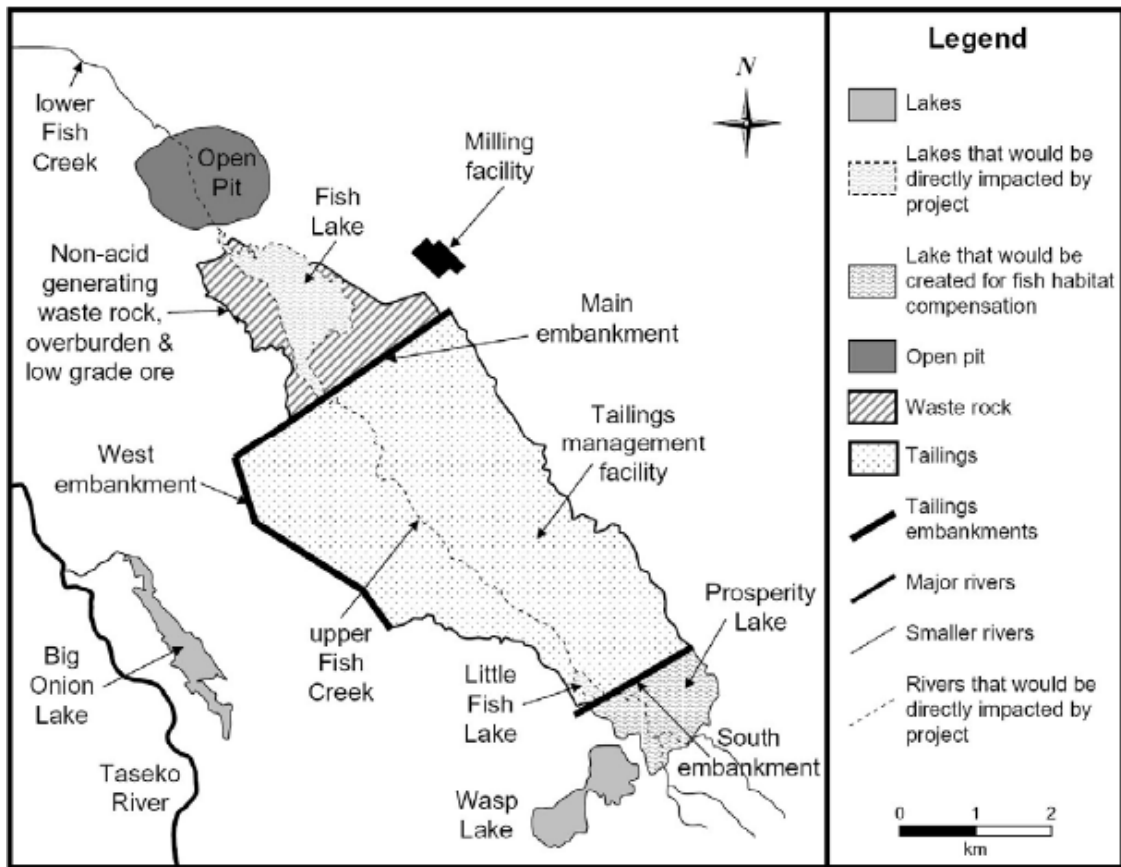 lower
Fish
Creek
Open
Pit
N
Milling
facility
Fish
Lake
Non-acid
generating
waste rock,
overburden &
low grade ore
Main
embankment
West
embankment
Tailings
management
facility
Prosperity
Lake
upper
Fish
Creek
Big
Onion
Lake
Little
Fish
Lake
South
embankment
Taseko
River
Wasp
Lake
Legend
Lakes
Lakes that would be
directly impacted by
project
Lake that would be
created for fish habitat
compensation
Open pit
Waste rock
Tailings
Tailings
embankments
Major rivers
Smaller rivers
Rivers that would be
directly impacted by
project
0 1 2
km